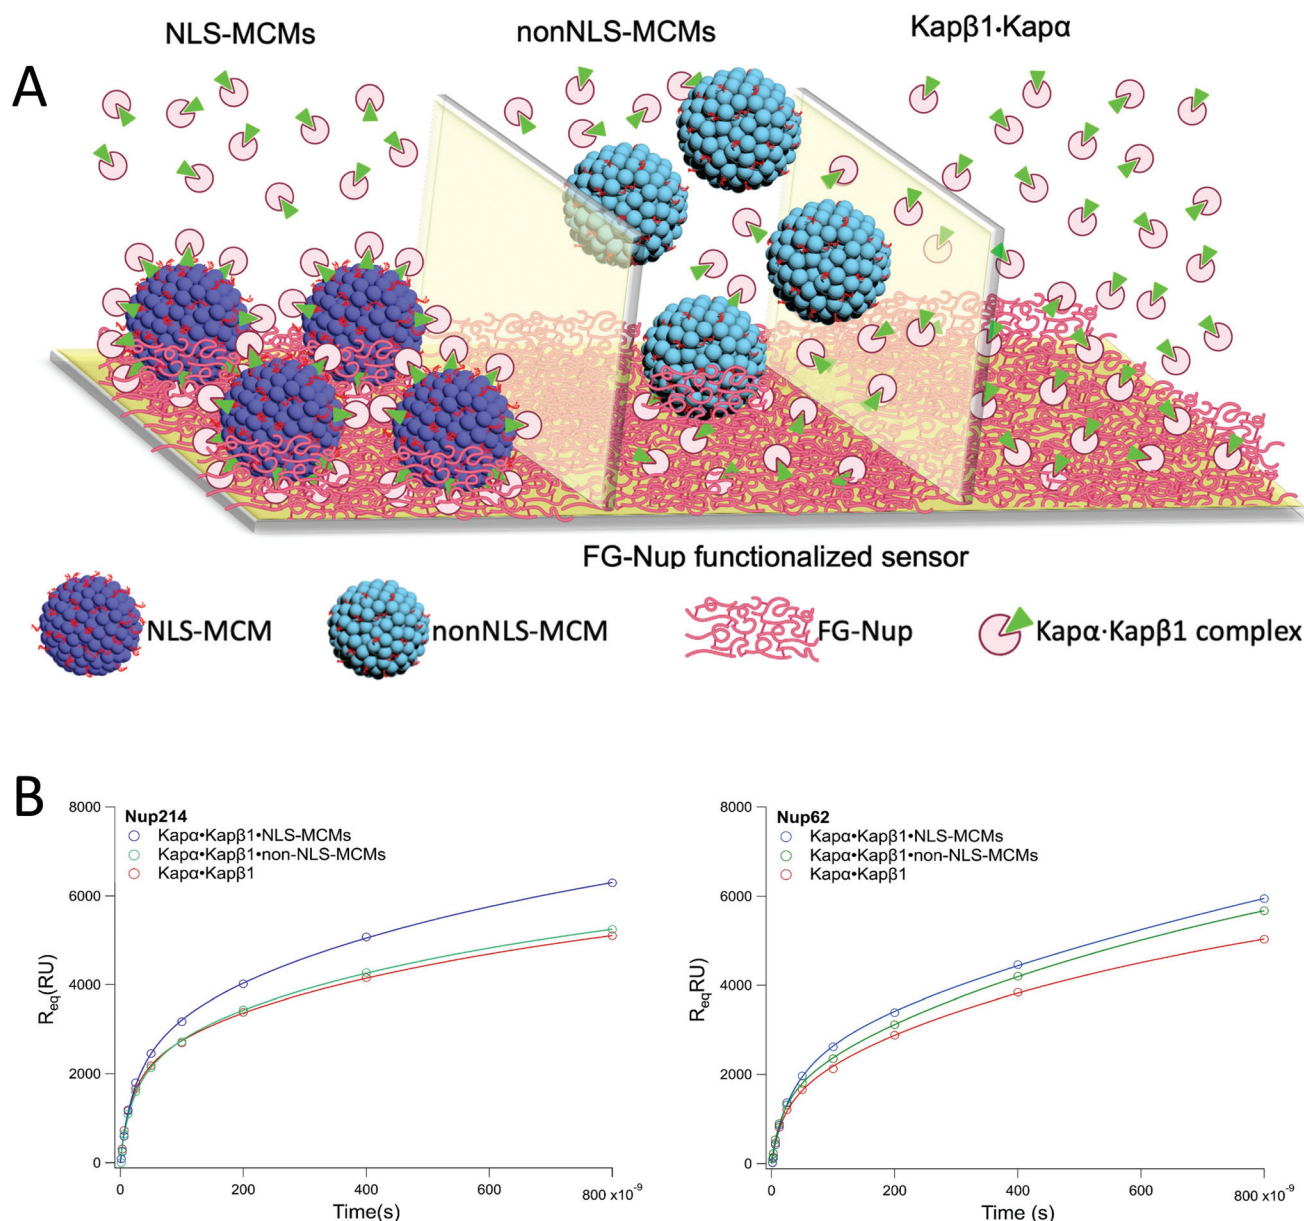 NLS-MCMs
nonNLS-MCMs
Kapβ1·Kapα
A
FG-Nup functionalized sensor
NLS-MCM
nonNLS-MCM
FG-Nup
Kapα·Kapβ1 complex
B
Nup214
Kapα•Kapβ1•NLS-MCMs
Kapα•Kapβ1•non-NLS-MCMs
Kapα•Kapβ1
8000
6000
4000
2000
0
Req(RU)
0
200
400
600
800 x10-9
Time(s)
Nup62
Kapα•Kapβ1•NLS-MCMs
Kapα•Kapβ1•non-NLS-MCMs
Kapα•Kapβ1
8000
6000
4000
2000
0
ReqRU)
0
200
400
600
800 x10-9
Time (s)